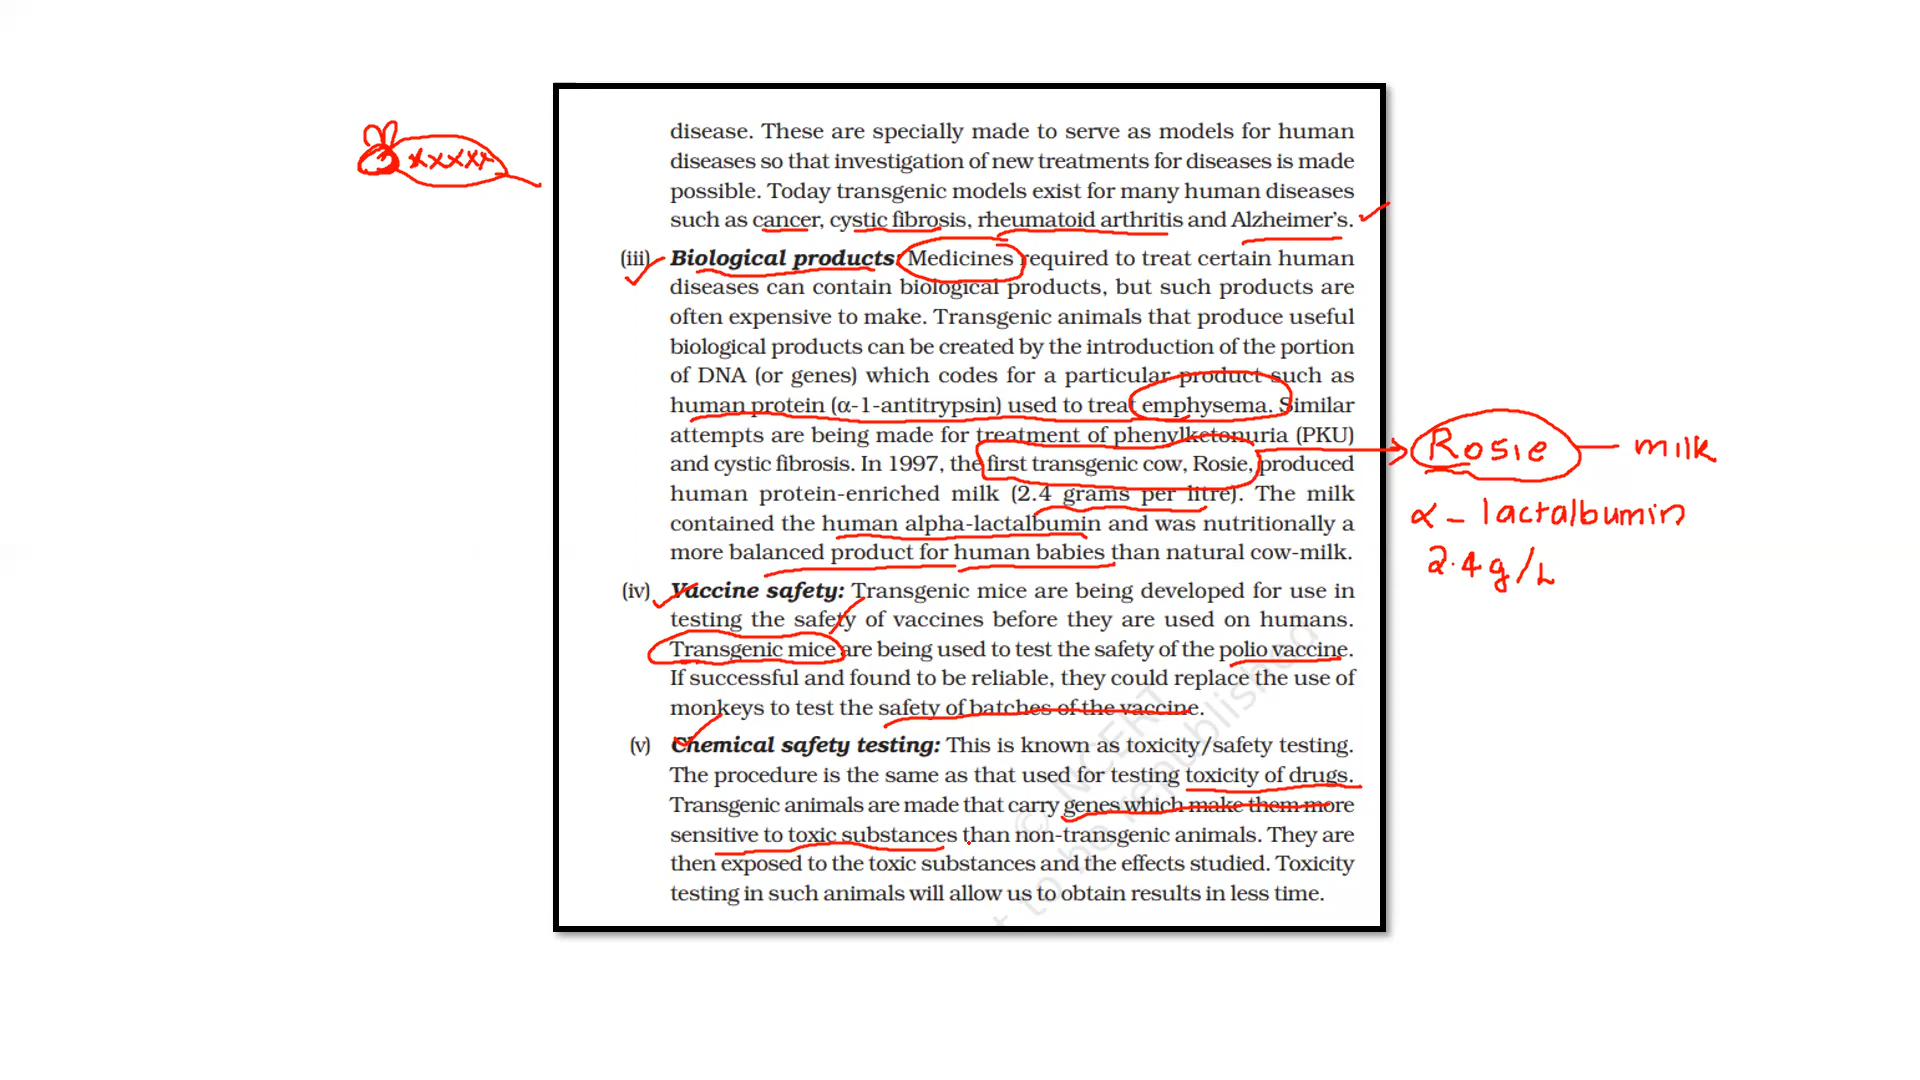 disease. These are specially made to serve as models for human
diseases so that investigation of new treatments for diseases is made
possible. Today transgenic models exist for many human diseases
such as cancer, cystic fibrosis, rheumatoid arthritis and Alzheimer's.
(iii) Biological products: Medicines required to treat certain human
diseases can contain biological products, but such products are
often expensive to make. Transgenic animals that produce useful
biological products can be created by the introduction of the portion
of DNA (or genes) which codes for a particular product such as
human protein (α-1-antitrypsin) used to treat emphysema. Similar
attempts are being made for treatment of phenylketonuria (PKU)
and cystic fibrosis. In 1997, the first transgenic cow, Rosie, produced
human protein-enriched milk (2.4 grams per litre). The milk
contained the human alpha-lactalbumin and was nutritionally a
more balanced product for human babies than natural cow-milk.
(iv) Vaccine safety: Transgenic mice are being developed for use in
testing the safety of vaccines before they are used on humans.
Transgenic mice are being used to test the safety of the polio vaccine.
If successful and found to be reliable, they could replace the use of
monkeys to test the safety of batches of the vaccine.
(v) Chemical safety testing: This is known as toxicity/safety testing.
The procedure is the same as that used for testing toxicity of drugs.
Transgenic animals are made that carry genes which make them more
sensitive to toxic substances than non-transgenic animals. They are
then exposed to the toxic substances and the effects studied. Toxicity
testing in such animals will allow us to obtain results in less time.
xxxxx
Rosie — milk
α - lactalbumin
2.4 g/L
© NCERT
t to be republished